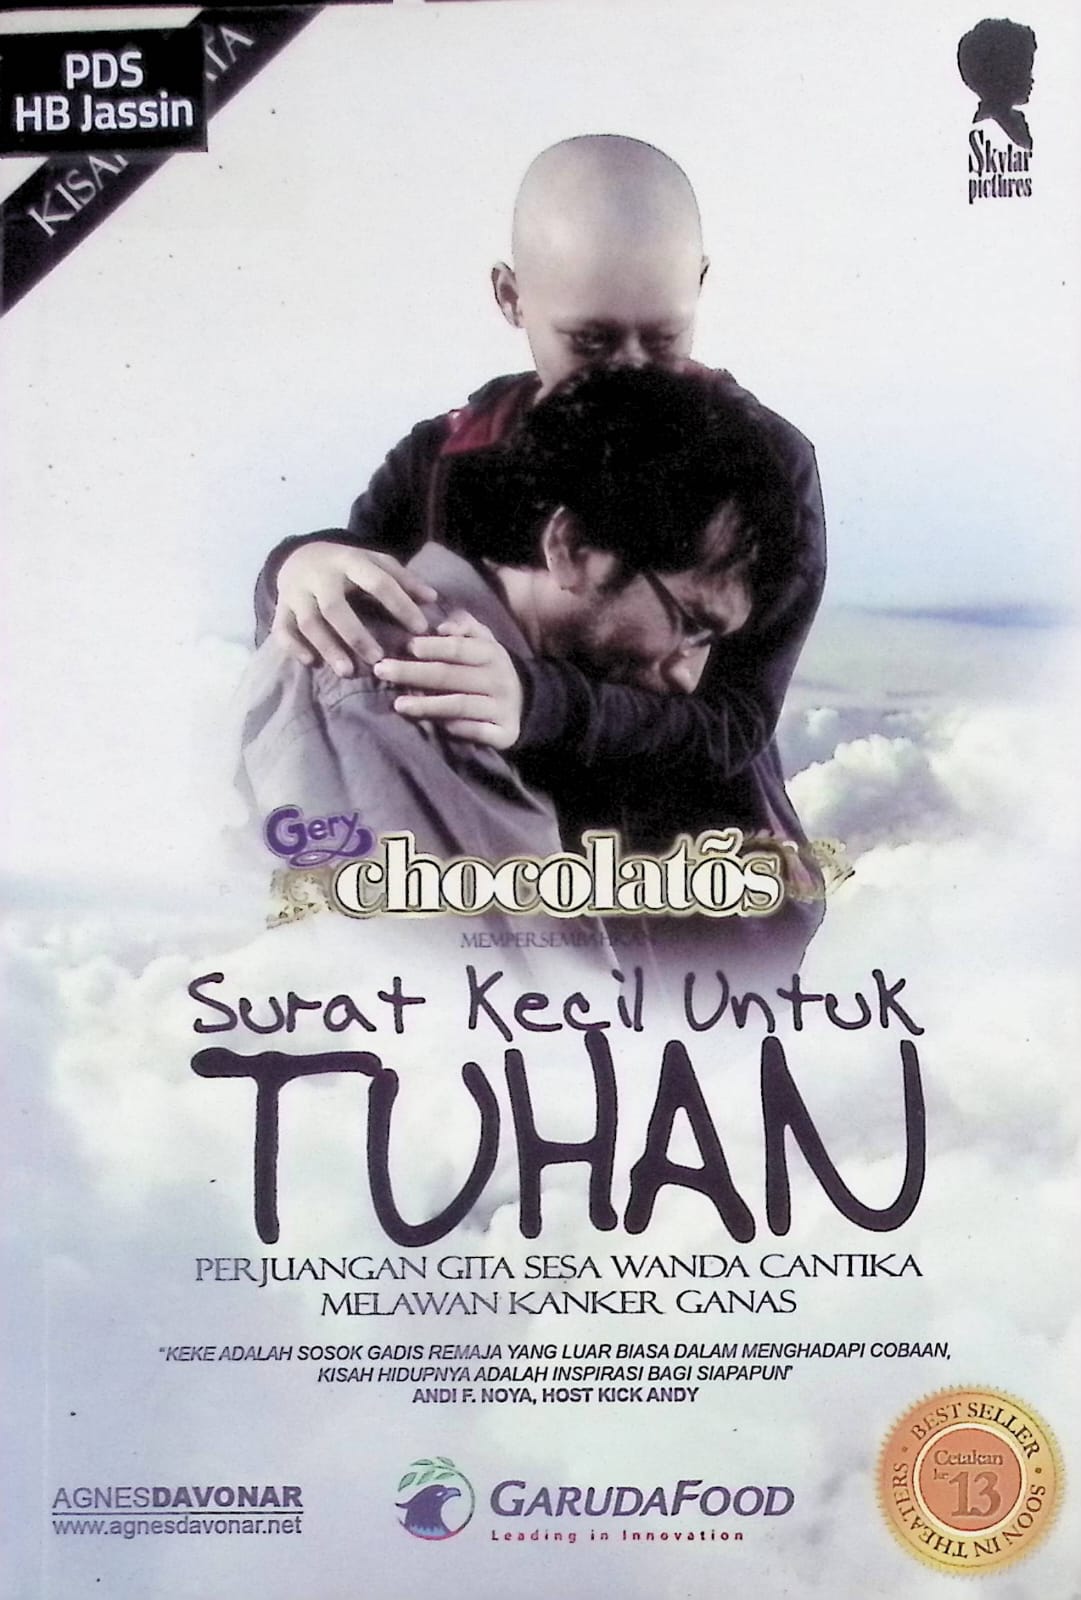 PDS
HB Jassin
KISAH
TA
Skylar
pictures
Gery
chocolatõs
MEMPERSEMBAHKAN
Surat Kecil Untuk
TUHAN
PERJUANGAN GITA SESA WANDA CANTIKA
MELAWAN KANKER GANAS
"KEKE ADALAH SOSOK GADIS REMAJA YANG LUAR BIASA DALAM MENGHADAPI COBAAN,
KISAH HIDUPNYA ADALAH INSPIRASI BAGI SIAPAPUN"
ANDI F. NOYA, HOST KICK ANDY
AGNESDAVONAR
www.agnesdavonar.net
GARUDAFOOD
Leading in Innovation
BEST SELLER
Cetakan
ke
13
SOON IN THEATERS